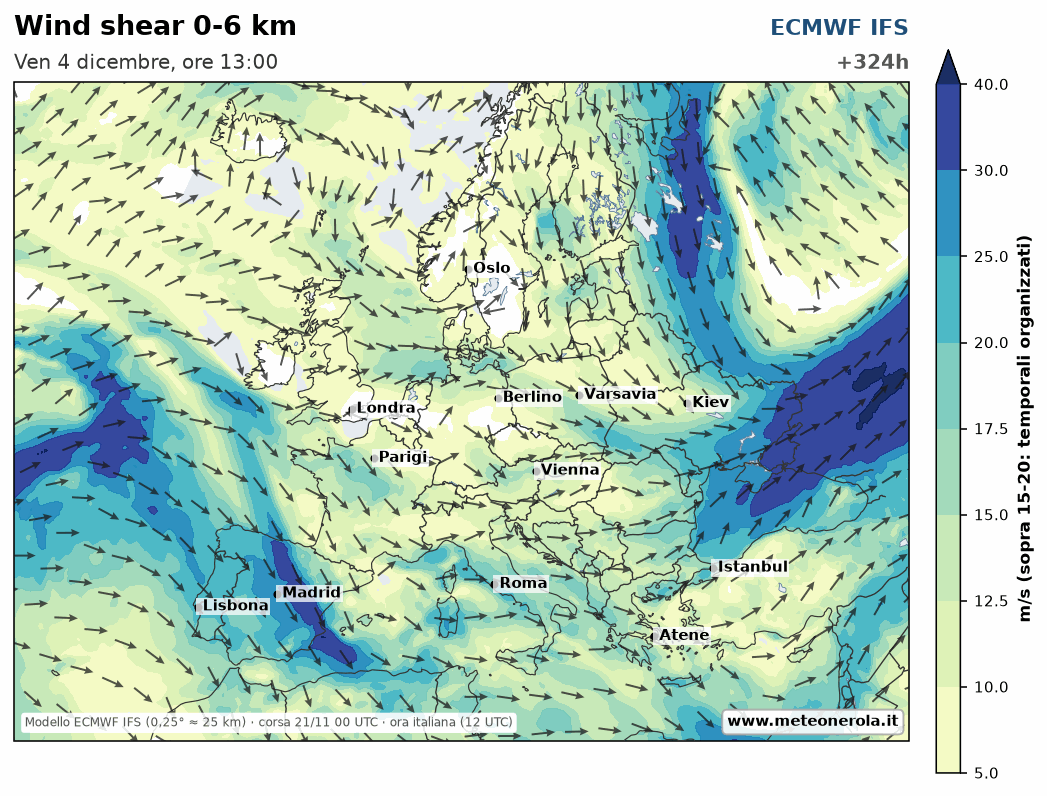 Wind shear 0-6 km
ECMWF IFS
Ven 4 dicembre, ore 13:00
+324h
40.0
30.0
25.0
20.0
17.5
15.0
12.5
10.0
5.0
m/s (sopra 15-20: temporali organizzati)
Oslo
Berlino
Varsavia
Kiev
Londra
Parigi
Vienna
Istanbul
Roma
Madrid
Lisbona
Atene
Modello ECMWF IFS (0,25° ≈ 25 km) · corsa 21/11 00 UTC · ora italiana (12 UTC)
www.meteonerola.it